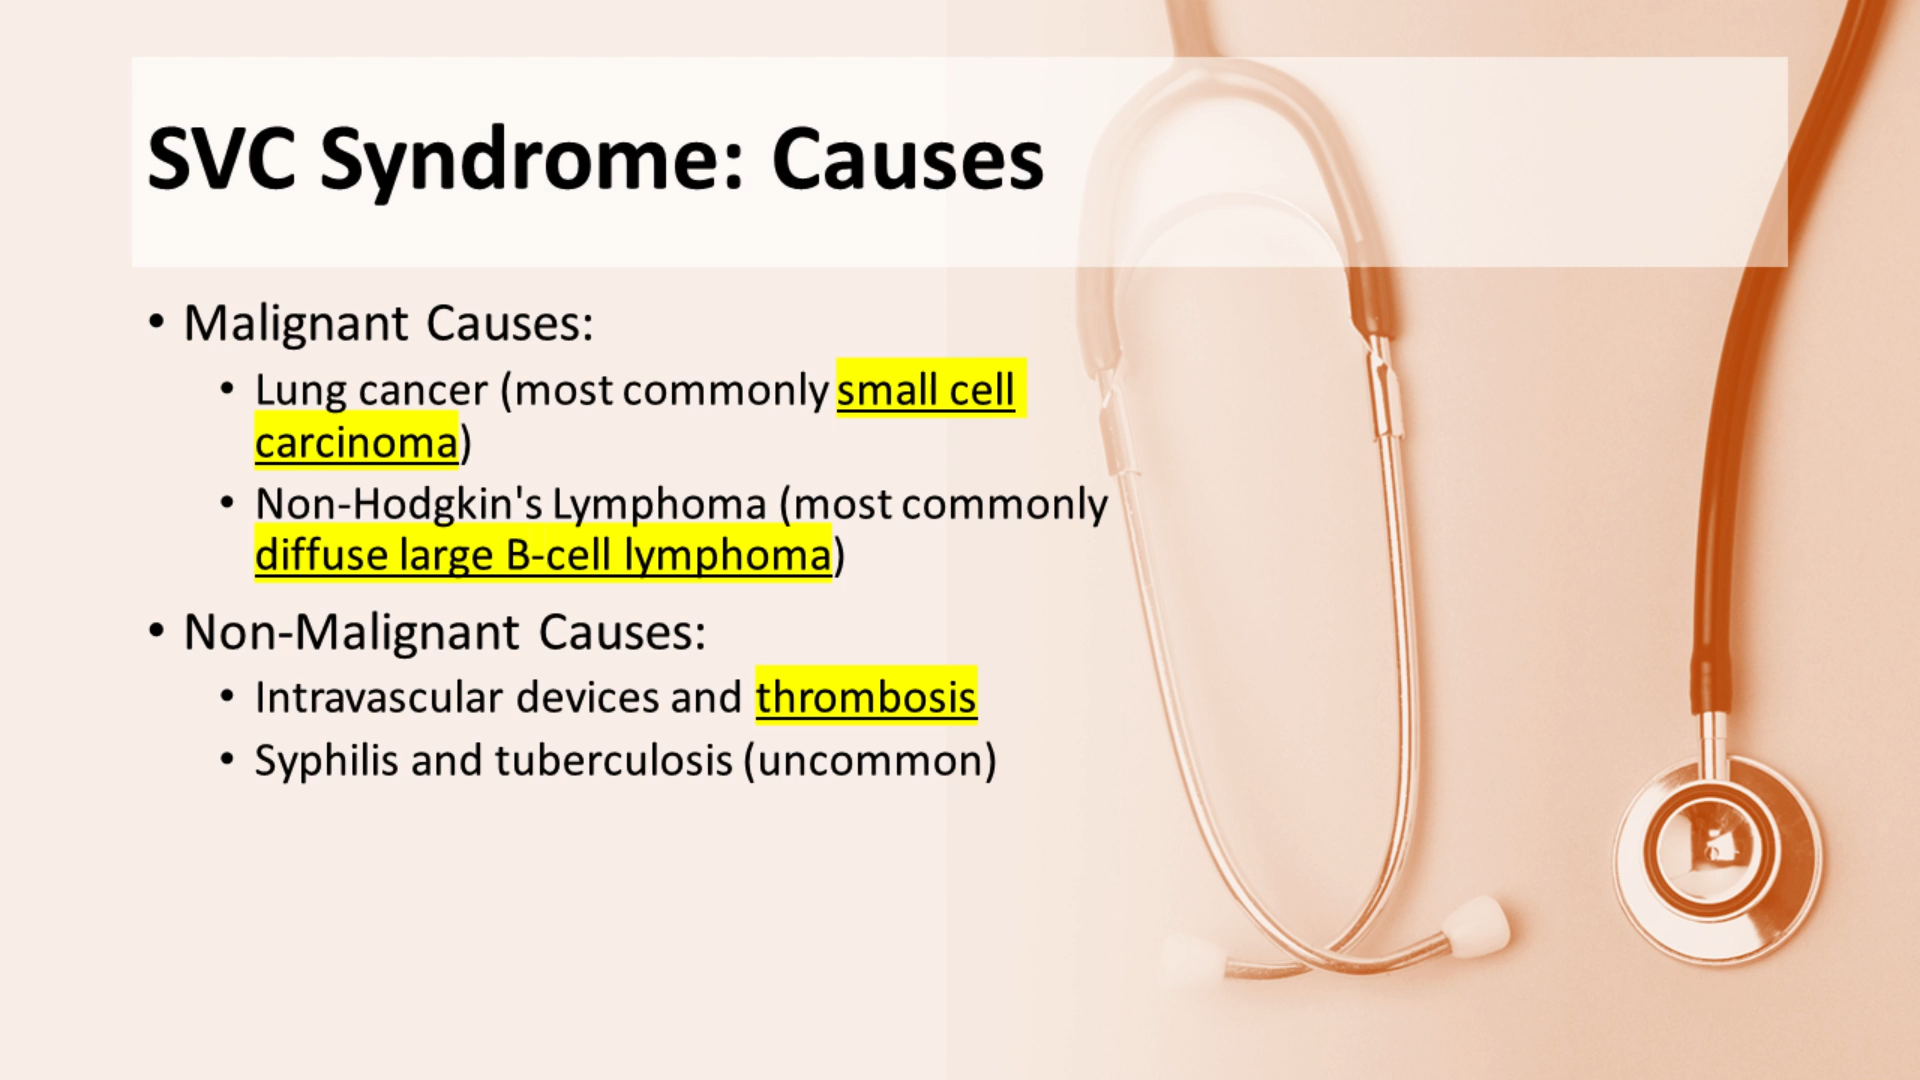 SVC Syndrome: Causes
• Malignant Causes:
• Lung cancer (most commonly small cell
carcinoma)
• Non-Hodgkin's Lymphoma (most commonly
diffuse large B-cell lymphoma)
• Non-Malignant Causes:
• Intravascular devices and thrombosis
• Syphilis and tuberculosis (uncommon)